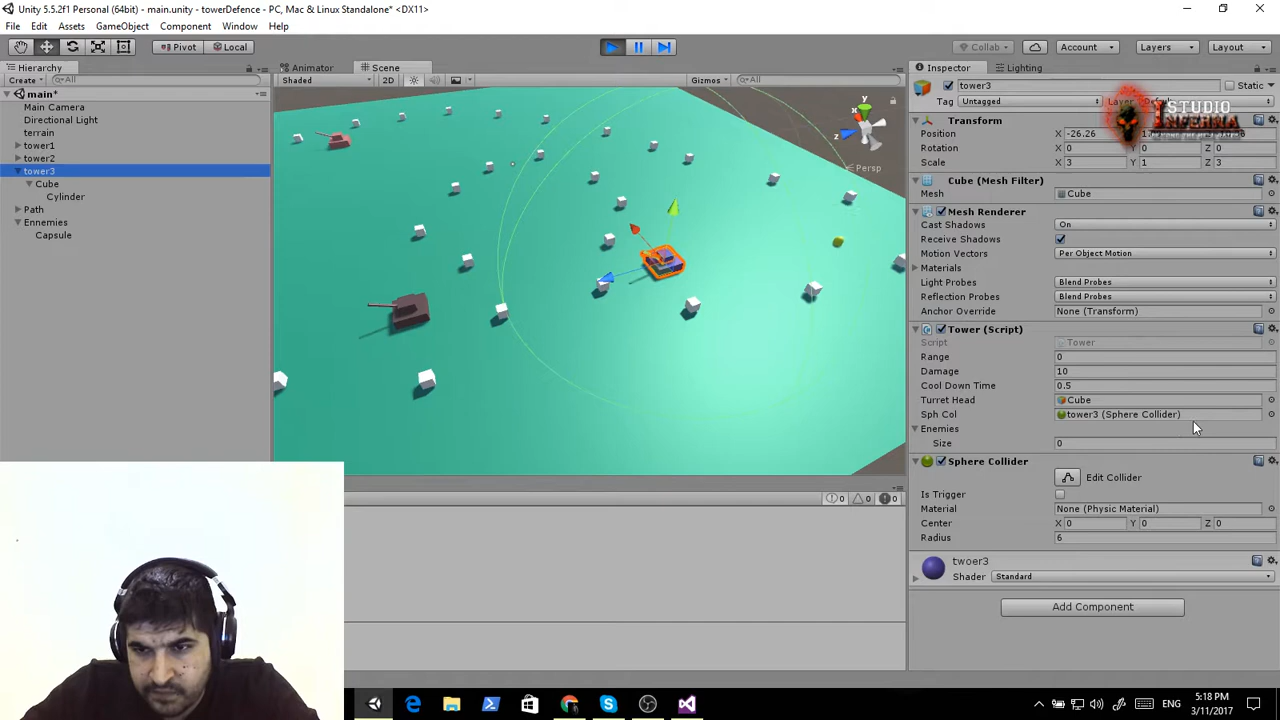 Unity 5.5.2f1 Personal (64bit) - main.unity - towerDefence - PC, Mac & Linux Standalone* <DX11>
File Edit Assets GameObject Component Window Help
Pivot Local Collab Account Layers Layout
Hierarchy Animator Scene Inspector Lighting
Create All Shaded 2D Gizmos All tower3 Static
main* Tag Untagged Layer
STUDIO
INFERNA
Main Camera
Directional Light
terrain
tower1
tower2
tower3
Cube
Cylinder
Path
Ennemies
Capsule
y
x
z
Persp
Transform
Position X -26.26
Rotation X 0 Y 0 Z 0
Scale X 3 Y 1 Z 3
Cube (Mesh Filter)
Mesh Cube
Mesh Renderer
Cast Shadows On
Receive Shadows
Motion Vectors Per Object Motion
Materials
Light Probes Blend Probes
Reflection Probes Blend Probes
Anchor Override None (Transform)
Tower (Script)
Script Tower
Range 0
Damage 10
Cool Down Time 0.5
Turret Head Cube
Sph Col tower3 (Sphere Collider)
Enemies
Size 0
Sphere Collider
Edit Collider
Is Trigger
Material None (Physic Material)
Center X 0 Y 0 Z 0
Radius 6
twoer3
Shader Standard
Add Component
0 0 0
ENG
5:18 PM
3/11/2017